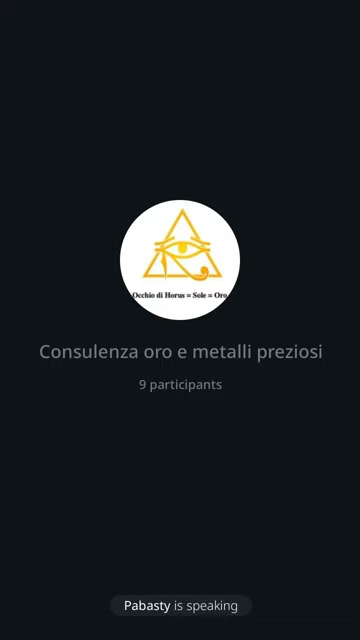 Occhio di Horus = Sole = Oro
Consulenza oro e metalli preziosi
9 participants
Pabasty is speaking